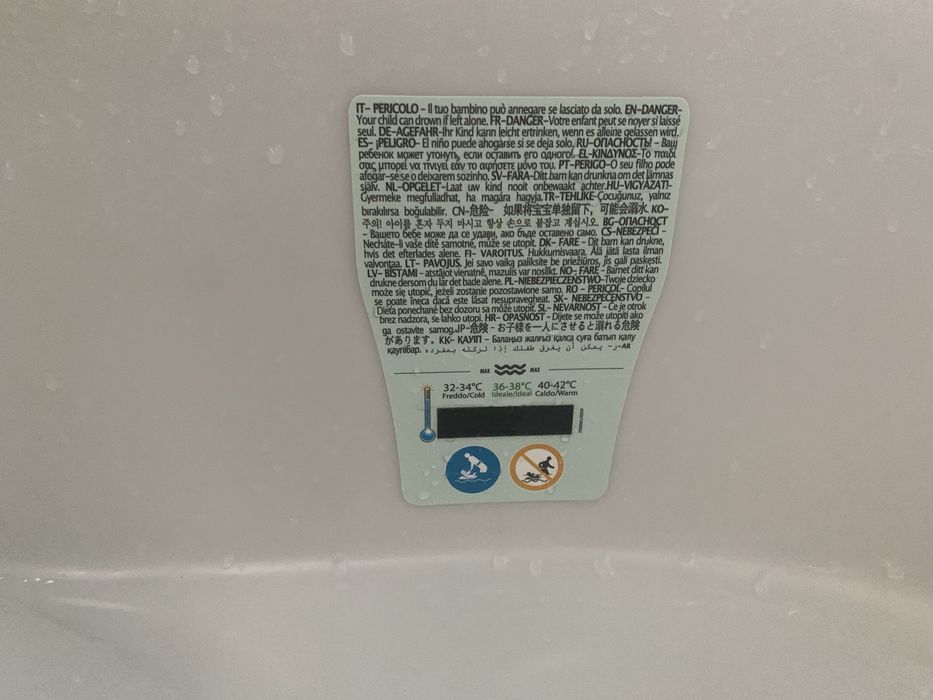 IT- PERICOLO - Il tuo bambino può annegare se lasciato da solo. EN-DANGER-
Your child can drown if left alone. FR-DANGER-Votre enfant peut se noyer si laissé
seul. DE-AGEFAHR-Ihr Kind kann leicht ertrinken, wenn es alleine gelassen wird.
ES- ¡PELIGRO- El niño puede ahogarse si se deja solo. RU-ОПАСНОСТЬ! - Ваш
ребенок может утонуть, если оставить его одного!. EL-ΚΙΝΔΥΝΟΣ-Το παιδί
σας μπορεί να πνιγεί εάν το αφήσετε μόνο του. PT-PERIGO-O seu filho pode
afogar-se se o deixarem sozinho. SV-FARA-Ditt barn kan drunkna om det lämnas
själv. NL-OPGELET-Laat uw kind nooit onbewaakt achter.HU-VIGYÁZAT!-
Gyermeke megfulladhat, ha magára hagyja.TR-TEHLİKE-Çocuğunuz, yalnız
bırakılırsa boğulabilir. CN-危险- 如果将宝宝单独留下，可能会溺水. KO-
주의! 아이를 혼자 두지 마시고 항상 손으로 붙잡고 계십시오. BG-ОПАСНОСТ
- Вашето бебе може да се удави, ако бъде оставено само. CS-NEBEZPEČÍ -
Necháte-li vaše dítě samotné, může se utopit. DK- FARE - Dit barn kan drukne,
hvis det efterlades alene. FI- VAROITUS. Hukkumisvaara. Älä jätä lasta ilman
valvontaa. LT- PAVOJUS. Jei savo vaiką paliksite be priežiūros, jis gali paskęsti.
LV- BĪSTAMI - atstājot vienatnē, mazulis var noslīkt. NO- FARE - Barnet ditt kan
drukne dersom du lar det bade alene. PL-NIEBEZPIECZEŃSTWO-Twoje dziecko
może się utopić, jeżeli zostanie pozostawione samo. RO - PERICOL- Copilul
se poate îneca dacă este lăsat nesupravegheat. SK- NEBEZPEČENSTVO -
Dieťa ponechané bez dozoru sa môže utopiť. SL- NEVARNOST - Če je otrok
brez nadzora, se lahko utopi. HR- OPASNOST - Dijete se može utopiti ako
ga ostavite samog.JP-危険 - お子様を一人にさせると溺れる危険
があります. KK- ҚАУІП - Балаңыз жалғыз қалса суға батып қалу
қаупібар. AR-ر- يمكن أن يغرق طفلك إذا تركته بمفرده
MAX MAX
32-34°C 36-38°C 40-42°C
Freddo/Cold Ideale/Ideal Caldo/Warm